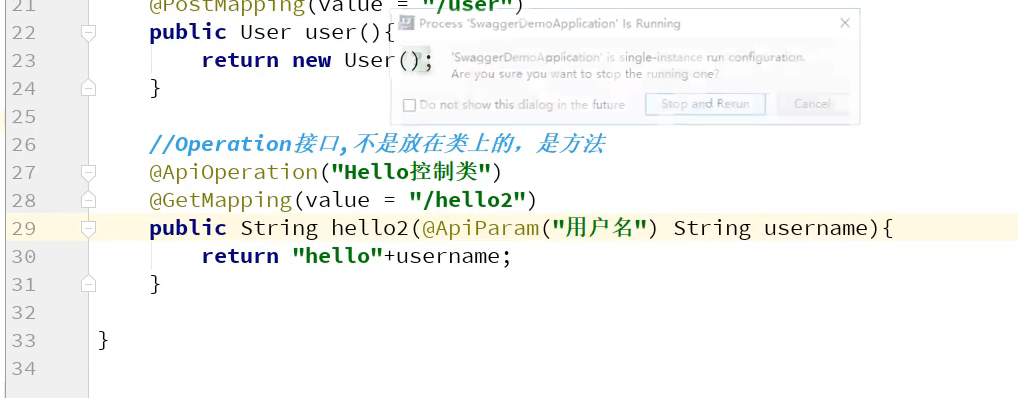 21 @PostMapping(value = "/user")
22 public User user(){
23 return new User();
24 }
25
26 //Operation接口,不是放在类上的，是方法
27 @ApiOperation("Hello控制类")
28 @GetMapping(value = "/hello2")
29 public String hello2(@ApiParam("用户名") String username){
30 return "hello"+username;
31 }
32
33 }
34
Process 'SwaggerDemoApplication' Is Running
'SwaggerDemoApplication' is single-instance run configuration.
Are you sure you want to stop the running one?
Do not show this dialog in the future
Stop and Rerun
Cancel